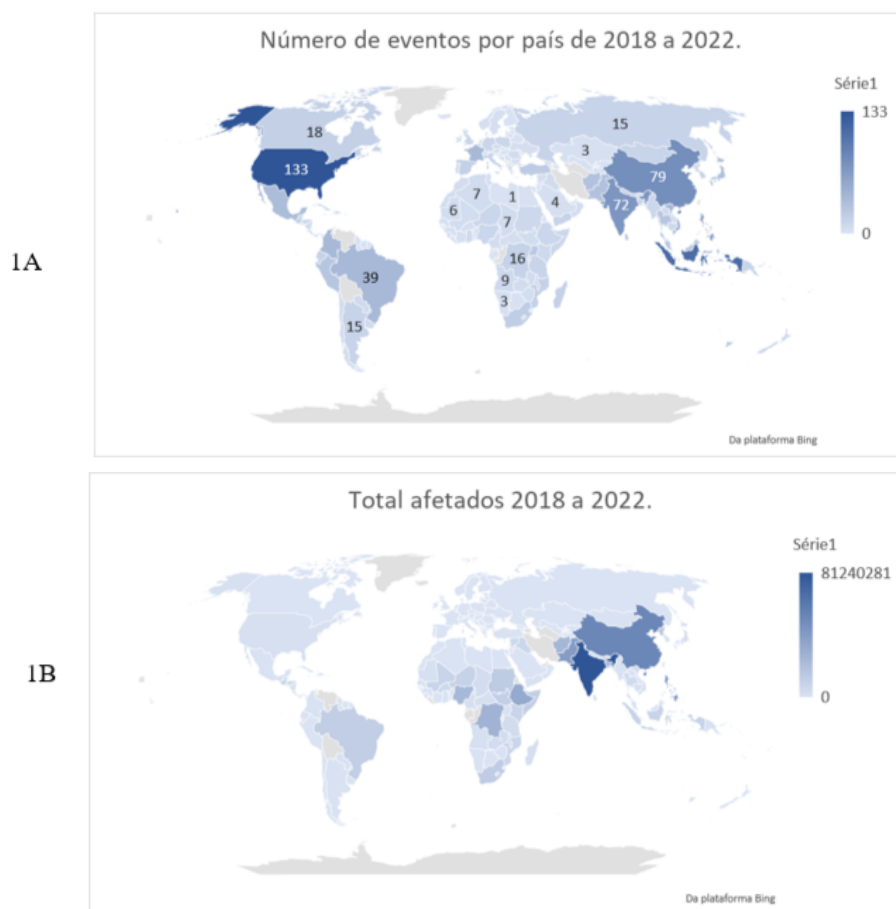 Número de eventos por país de 2018 a 2022.
Série1
133
0
18
15
3
133
79
7
1
4
6
72
7
16
39
9
3
15
1A
Da plataforma Bing
Total afetados 2018 a 2022.
Série1
81240281
0
1B
Da plataforma Bing